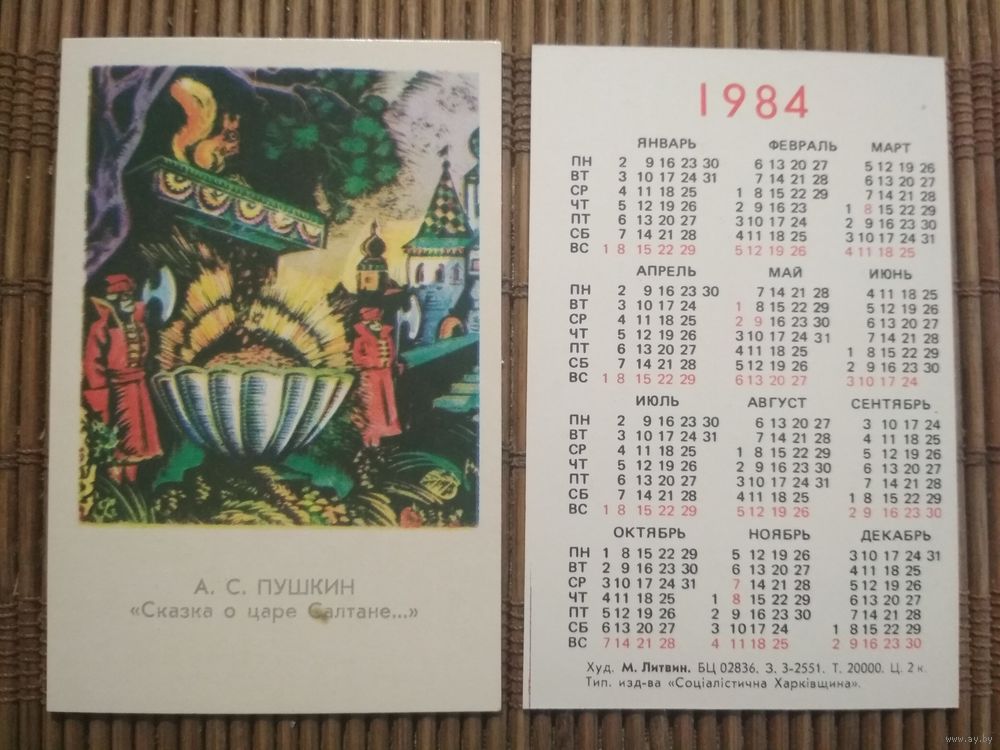 А. С. ПУШКИН
«Сказка о царе Салтане...»
1984
ЯНВАРЬ ФЕВРАЛЬ МАРТ
ПН 2 9 16 23 30 6 13 20 27 5 12 19 26
ВТ 3 10 17 24 31 7 14 21 28 6 13 20 27
СР 4 11 18 25 1 8 15 22 29 7 14 21 28
ЧТ 5 12 19 26 2 9 16 23 1 8 15 22 29
ПТ 6 13 20 27 3 10 17 24 2 9 16 23 30
СБ 7 14 21 28 4 11 18 25 3 10 17 24 31
ВС 1 8 15 22 29 5 12 19 26 4 11 18 25
АПРЕЛЬ МАЙ ИЮНЬ
ПН 2 9 16 23 30 7 14 21 28 4 11 18 25
ВТ 3 10 17 24 1 8 15 22 29 5 12 19 26
СР 4 11 18 25 2 9 16 23 30 6 13 20 27
ЧТ 5 12 19 26 3 10 17 24 31 7 14 21 28
ПТ 6 13 20 27 4 11 18 25 1 8 15 22 29
СБ 7 14 21 28 5 12 19 26 2 9 16 23 30
ВС 1 8 15 22 29 6 13 20 27 3 10 17 24
ИЮЛЬ АВГУСТ СЕНТЯБРЬ
ПН 2 9 16 23 30 6 13 20 27 3 10 17 24
ВТ 3 10 17 24 31 7 14 21 28 4 11 18 25
СР 4 11 18 25 1 8 15 22 29 5 12 19 26
ЧТ 5 12 19 26 2 9 16 23 30 6 13 20 27
ПТ 6 13 20 27 3 10 17 24 31 7 14 21 28
СБ 7 14 21 28 4 11 18 25 1 8 15 22 29
ВС 1 8 15 22 29 5 12 19 26 2 9 16 23 30
ОКТЯБРЬ НОЯБРЬ ДЕКАБРЬ
ПН 1 8 15 22 29 5 12 19 26 3 10 17 24 31
ВТ 2 9 16 23 30 6 13 20 27 4 11 18 25
СР 3 10 17 24 31 7 14 21 28 5 12 19 26
ЧТ 4 11 18 25 1 8 15 22 29 6 13 20 27
ПТ 5 12 19 26 2 9 16 23 30 7 14 21 28
СБ 6 13 20 27 3 10 17 24 1 8 15 22 29
ВС 7 14 21 28 4 11 18 25 2 9 16 23 30
Худ. М. Литвин. БЦ 02836. З. 3-2551. Т. 20000. Ц. 2 к.
Тип. изд-ва «Соціалістична Харківщина».
www.ay.by